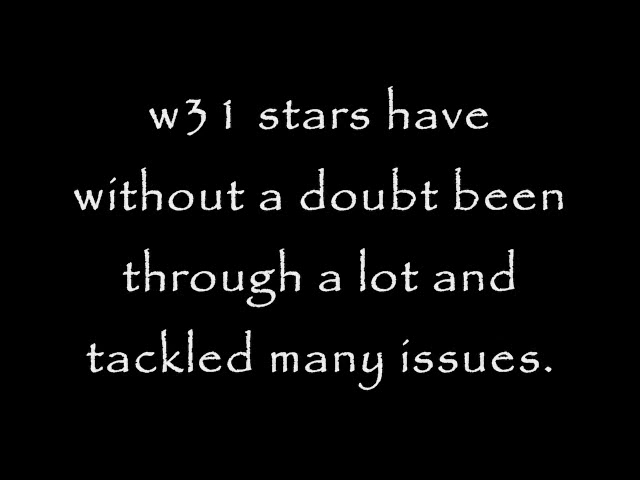 w31 stars have
without a doubt been
through a lot and
tackled many issues.